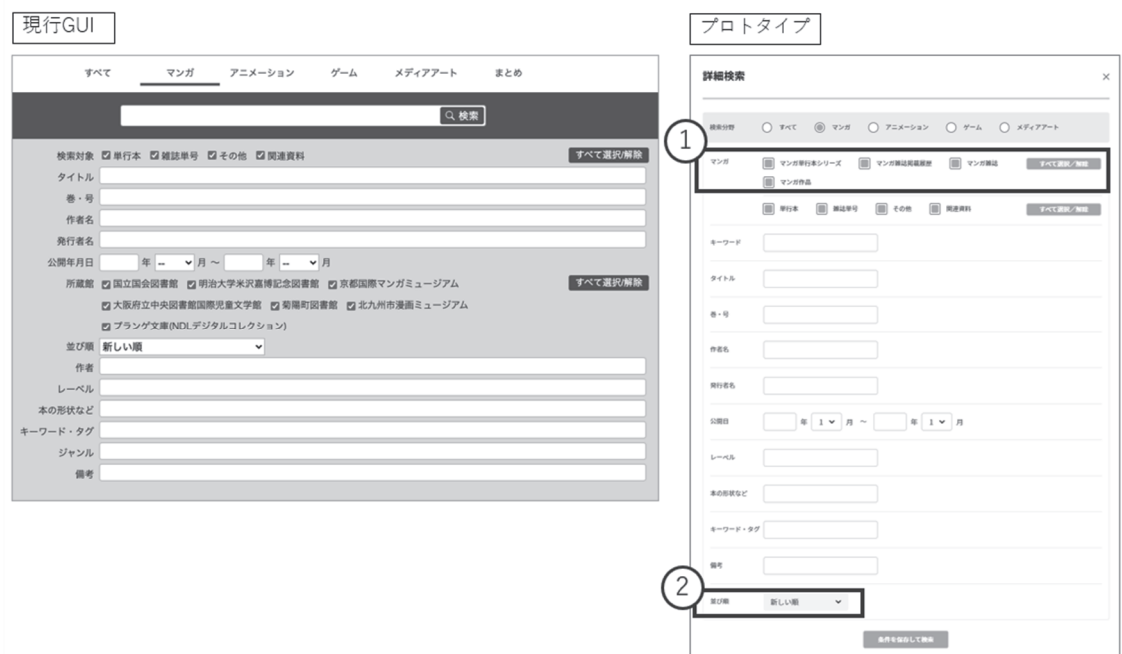 現行GUI
すべて マンガ アニメーション ゲーム メディアアート まとめ
検索
検索対象 単行本 雑誌単号 その他 関連資料 すべて選択/解除
タイトル
巻・号
作者名
発行者名
公開年月日 年 -- 月 ～ 年 -- 月
所蔵館 国立国会図書館 明治大学米沢嘉博記念図書館 京都国際マンガミュージアム すべて選択/解除
大阪府立中央図書館国際児童文学館 菊陽町図書館 北九州市漫画ミュージアム
プランゲ文庫(NDLデジタルコレクション)
並び順 新しい順
作者
レーベル
本の形状など
キーワード・タグ
ジャンル
備考
プロトタイプ
詳細検索 ×
検索分野 すべて マンガ アニメーション ゲーム メディアアート
1
マンガ マンガ単行本シリーズ マンガ雑誌掲載履歴 マンガ雑誌 すべて選択/解除
マンガ作品
単行本 雑誌単号 その他 関連資料 すべて選択/解除
キーワード
タイトル
巻・号
作者名
発行者名
公開日 年 1 月 ～ 年 1 月
レーベル
本の形状など
キーワード・タグ
備考
2
並び順 新しい順
条件を保存して検索